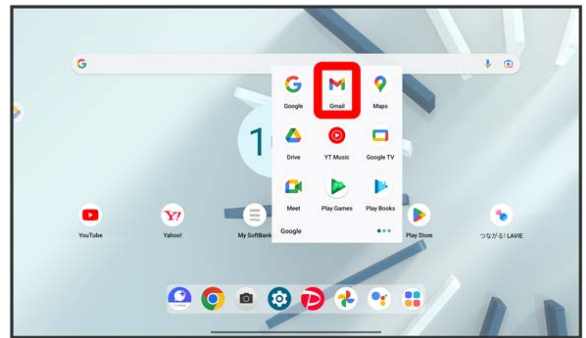 Google
Gmail
Maps
1
Drive
YT Music
Google TV
Meet
Play Games
Play Books
Google
YouTube
Yahoo!
My SoftBank
Play Store
つながる! LAVIE